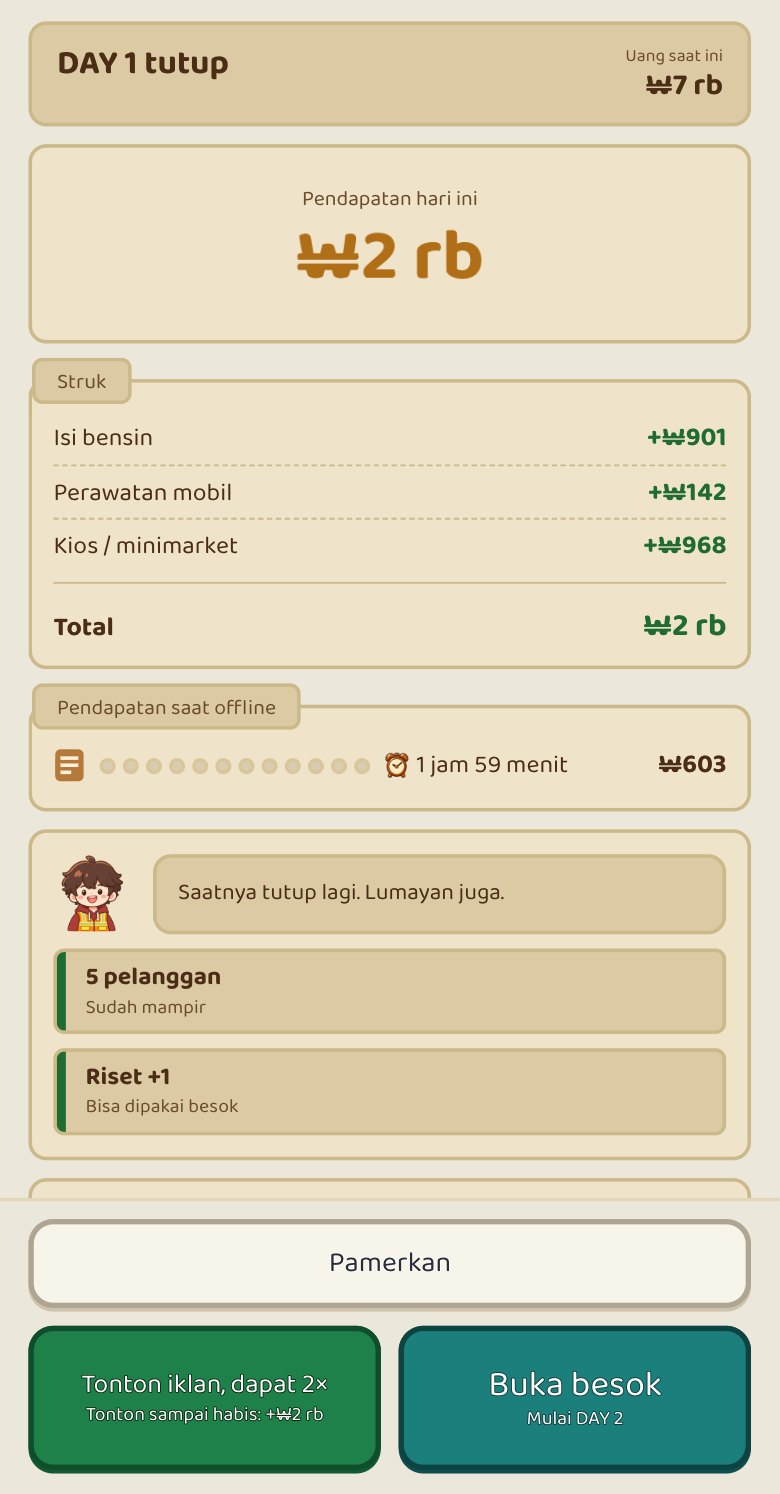 DAY 1 tutup
Uang saat ini
₩7 rb
Pendapatan hari ini
₩2 rb
Struk
Isi bensin +₩901
Perawatan mobil +₩142
Kios / minimarket +₩968
Total ₩2 rb
Pendapatan saat offline
1 jam 59 menit ₩603
Saatnya tutup lagi. Lumayan juga.
5 pelanggan
Sudah mampir
Riset +1
Bisa dipakai besok
Pamerkan
Tonton iklan, dapat 2×
Tonton sampai habis: +₩2 rb
Buka besok
Mulai DAY 2